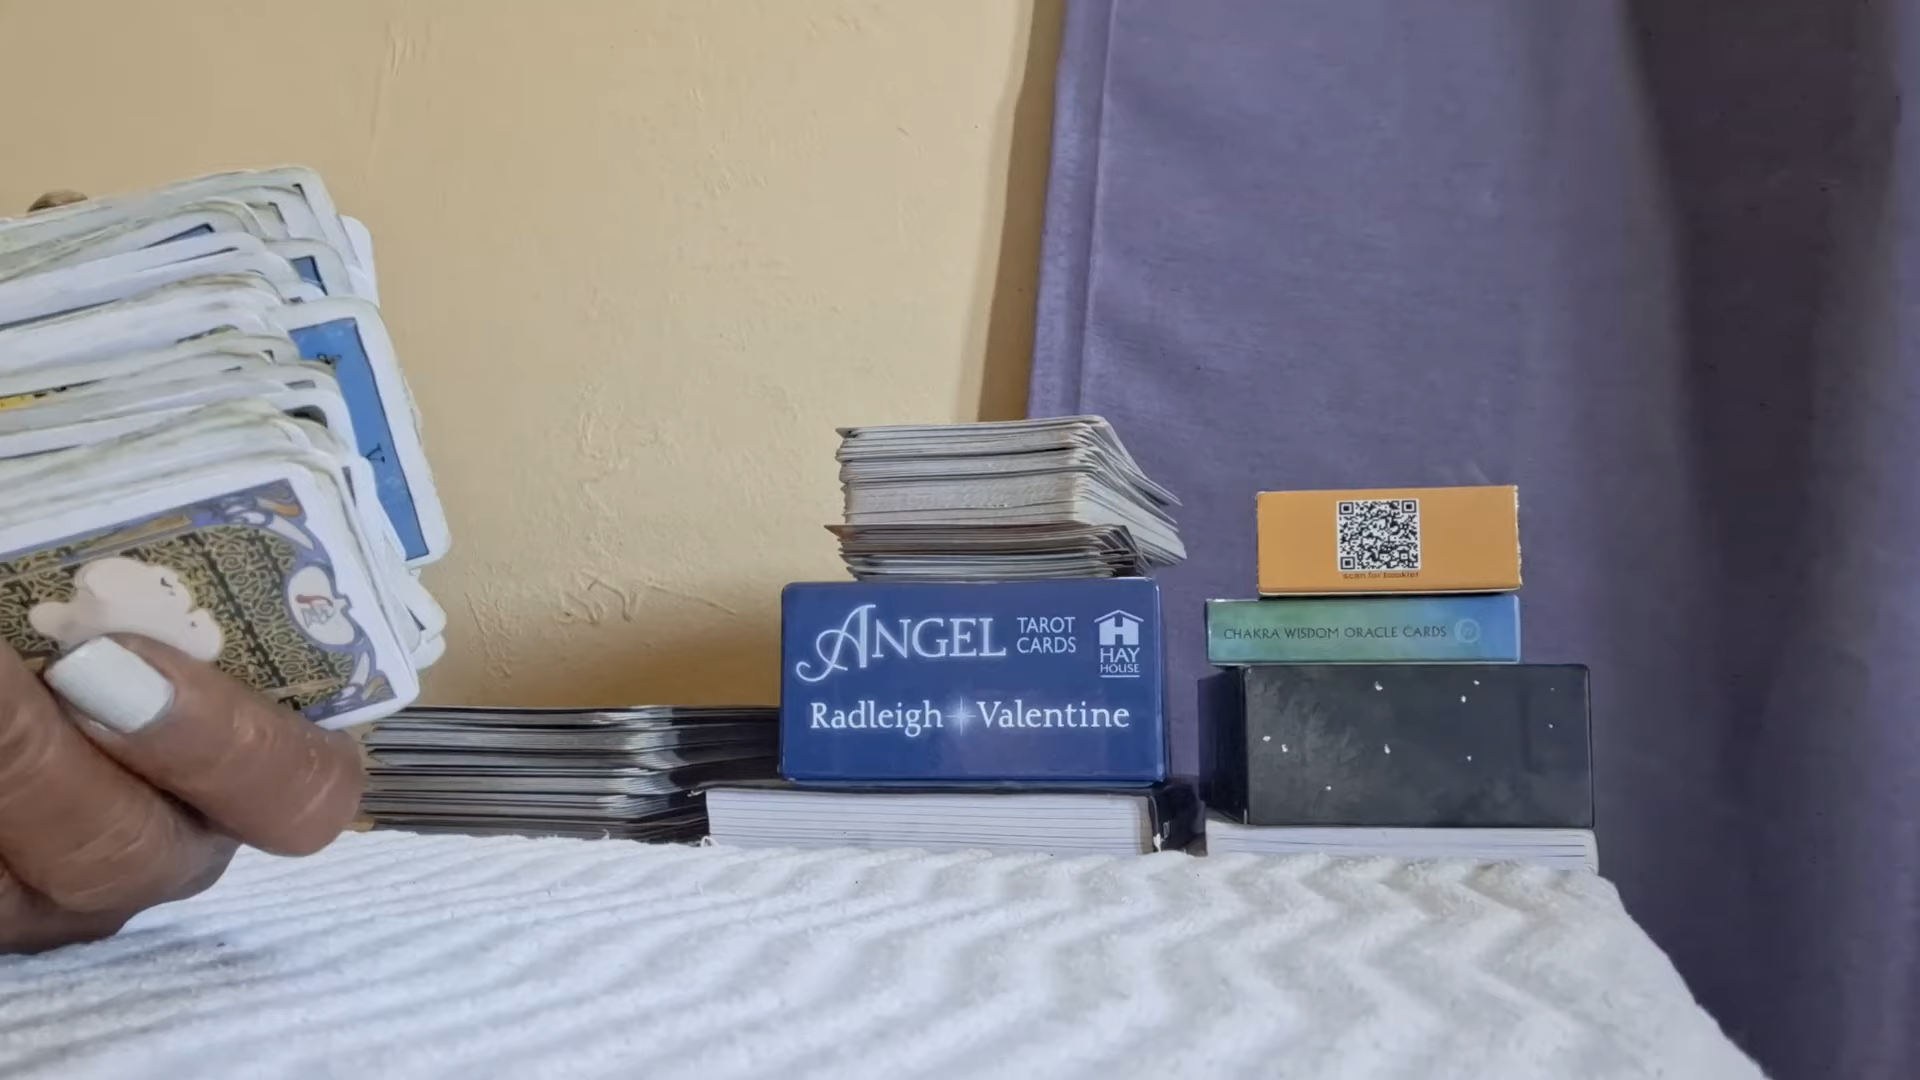 scan for booklet
CHAKRA WISDOM ORACLE CARDS
ANGEL TAROT CARDS
H HAY HOUSE
Radleigh Valentine
V